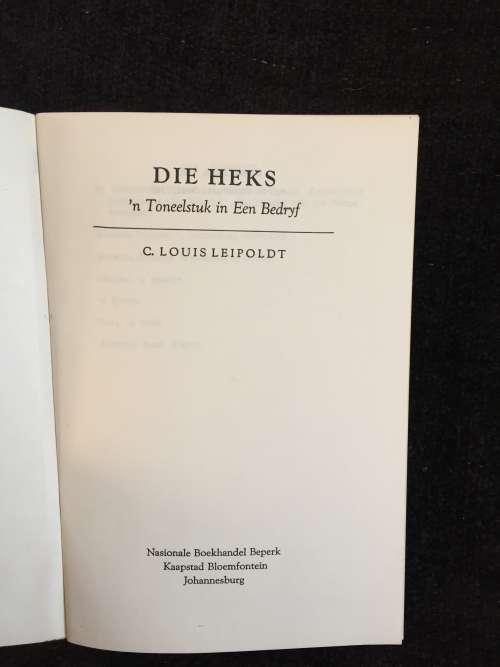 DIE HEKS
'n Toneelstuk in Een Bedryf
C. LOUIS LEIPOLDT
Nasionale Boekhandel Beperk
Kaapstad Bloemfontein
Johannesburg